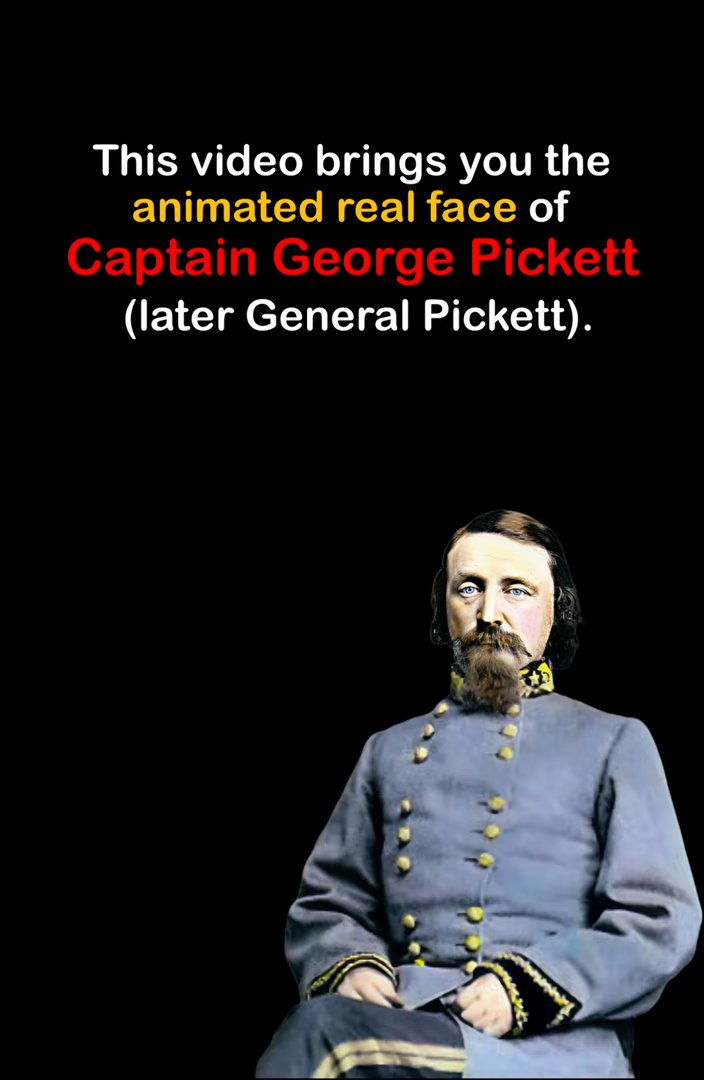 This video brings you the
animated real face of
Captain George Pickett
(later General Pickett).